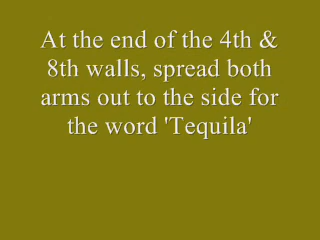 At the end of the 4th &
8th walls, spread both
arms out to the side for
the word 'Tequila'